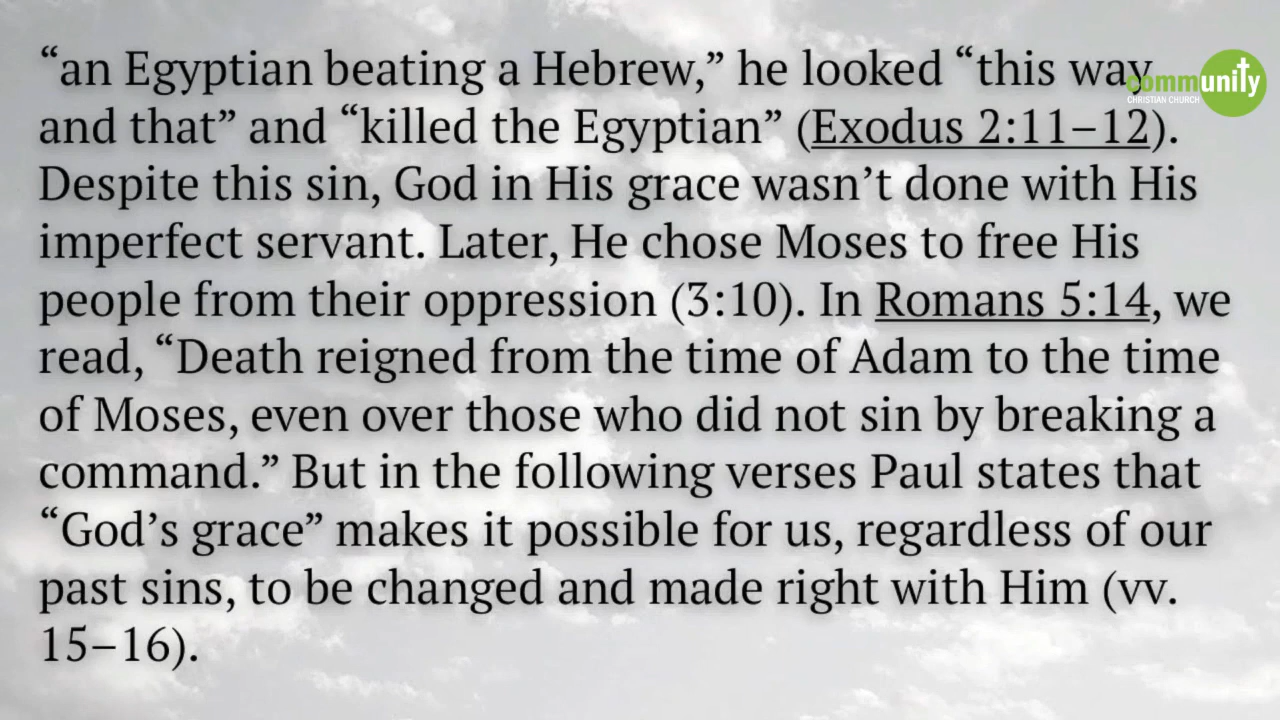 “an Egyptian beating a Hebrew,” he looked “this way
and that” and “killed the Egyptian” (Exodus 2:11–12).
Despite this sin, God in His grace wasn’t done with His
imperfect servant. Later, He chose Moses to free His
people from their oppression (3:10). In Romans 5:14, we
read, “Death reigned from the time of Adam to the time
of Moses, even over those who did not sin by breaking a
command.” But in the following verses Paul states that
“God’s grace” makes it possible for us, regardless of our
past sins, to be changed and made right with Him (vv.
15–16).
community
CHRISTIAN CHURCH